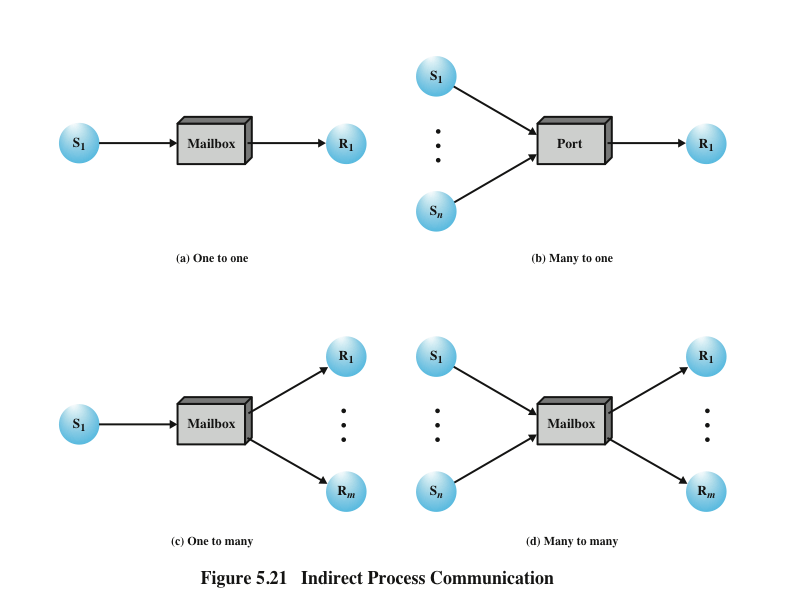 S1
Mailbox
R1
(a) One to one
S1
Sn
Port
R1
(b) Many to one
S1
Mailbox
R1
Rm
(c) One to many
S1
Sn
Mailbox
R1
Rm
(d) Many to many
Figure 5.21 Indirect Process Communication